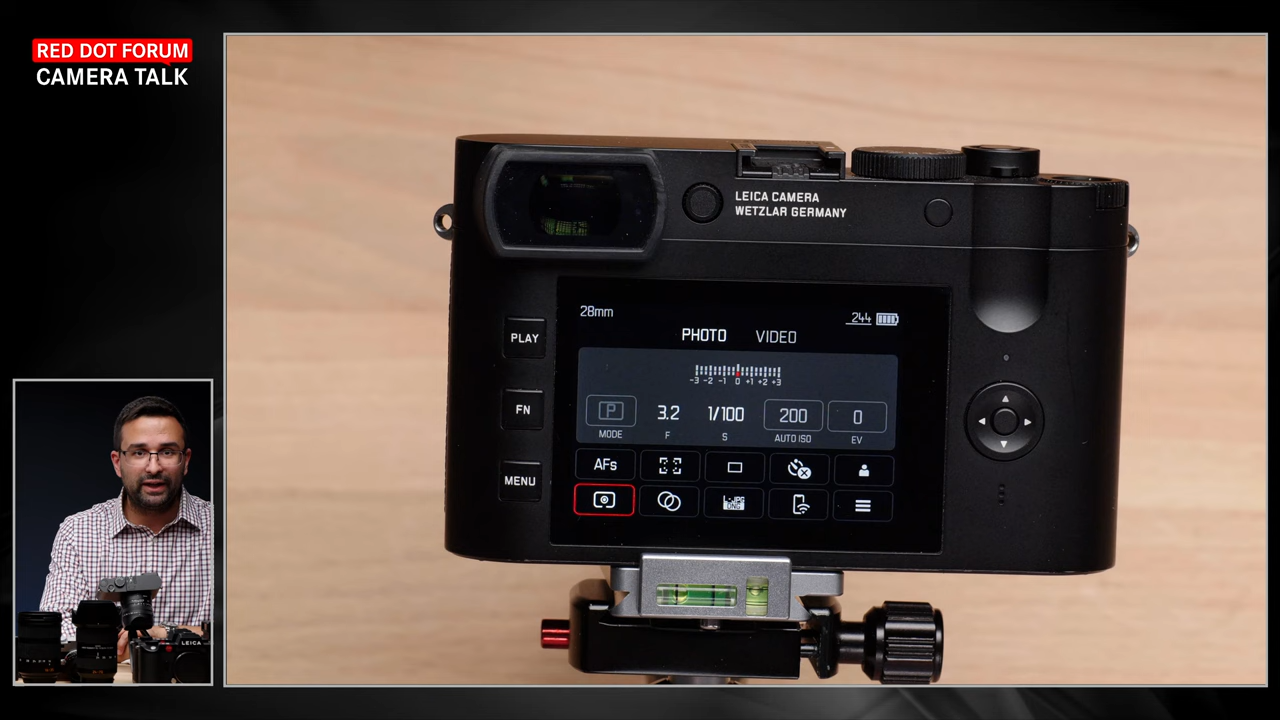 RED DOT FORUM
CAMERA TALK
LEICA CAMERA
WETZLAR GERMANY
28mm
244
PHOTO VIDEO
-3 -2 -1 0 +1 +2 +3
P 3.2 1/100 200 0
MODE F S AUTO ISO EV
AFs
L-JPG
DNG
PLAY
FN
MENU
LEICA